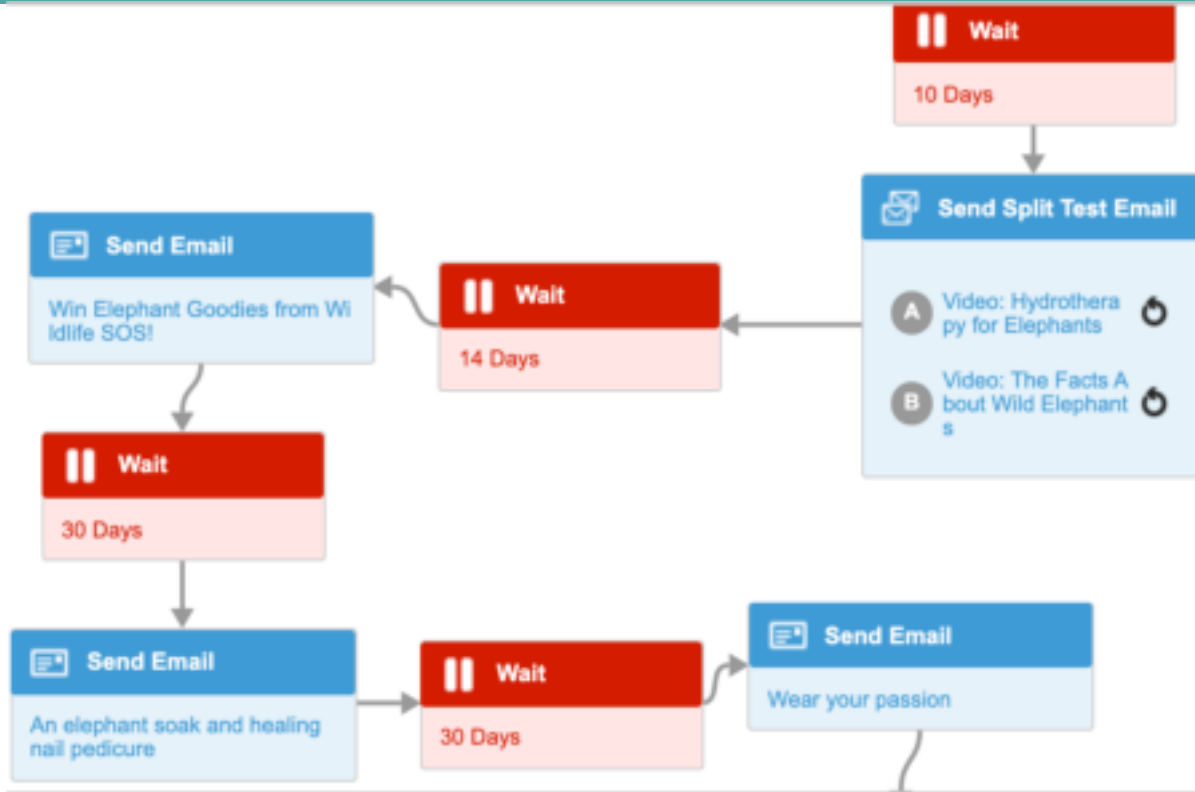 Wait
10 Days
Send Split Test Email
A
Video: Hydrothera
py for Elephants
B
Video: The Facts A
bout Wild Elephant
s
Wait
14 Days
Send Email
Win Elephant Goodies from Wi
ldlife SOS!
Wait
30 Days
Send Email
An elephant soak and healing
nail pedicure
Wait
30 Days
Send Email
Wear your passion